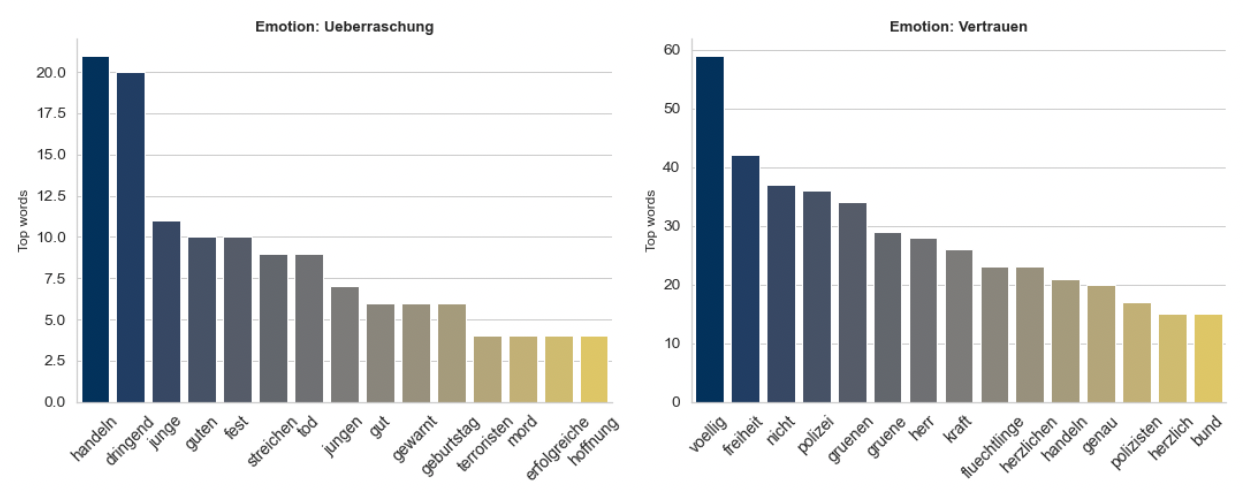 Emotion: Ueberraschung
Top words
20.0
17.5
15.0
12.5
10.0
7.5
5.0
2.5
0.0
handeln
dringend
junge
guten
fest
streichen
tod
jungen
gut
gewarnt
geburtstag
terroristen
mord
erfolgreiche
hoffnung
Emotion: Vertrauen
Top words
60
50
40
30
20
10
0
voellig
freiheit
nicht
polizei
gruenen
gruene
herr
kraft
fluechtlinge
herzlichen
handeln
genau
polizisten
herzlich
bund